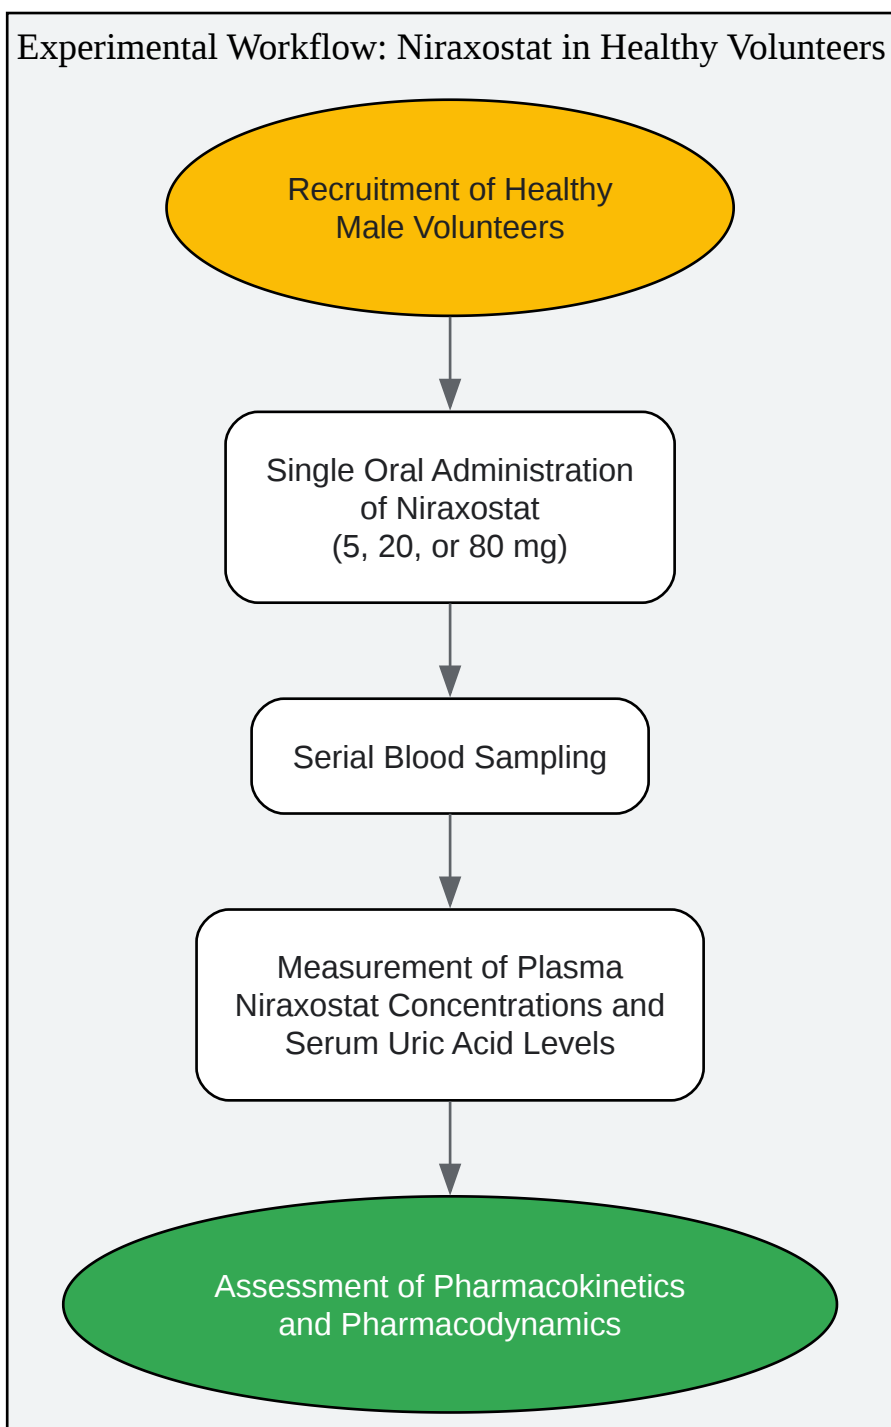 Experimental Workflow: Niraxostat in Healthy Volunteers
Recruitment of Healthy
Male Volunteers
Single Oral Administration
of Niraxostat
(5, 20, or 80 mg)
Serial Blood Sampling
Measurement of Plasma
Niraxostat Concentrations and
Serum Uric Acid Levels
Assessment of Pharmacokinetics
and Pharmacodynamics